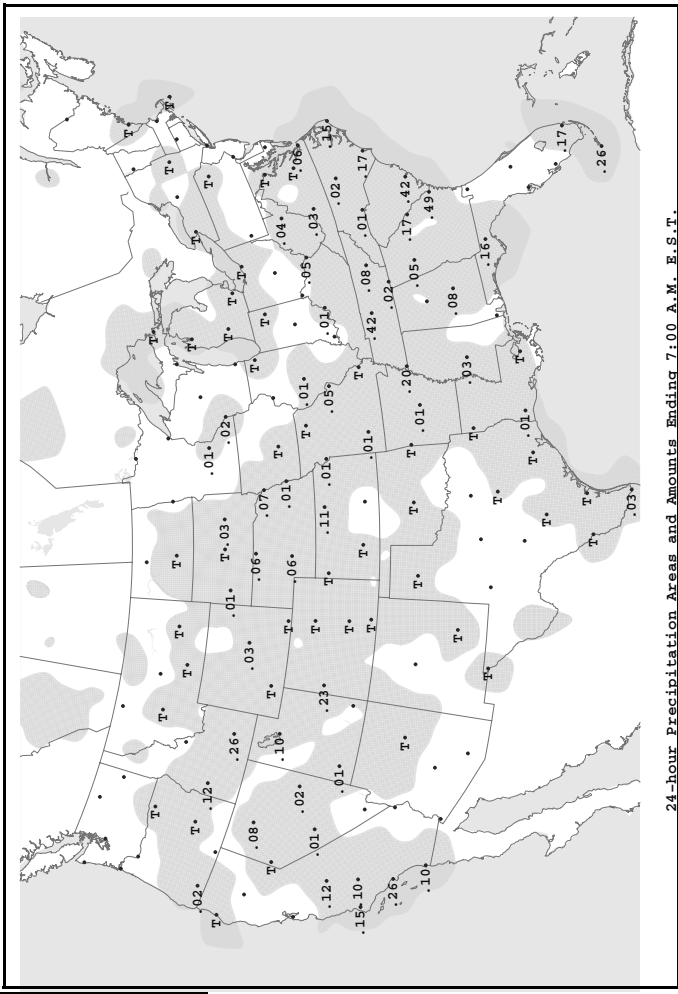 T
T
T
T
T
T
T
T
T
T
T
T
.02
T
.12
.01
T
T
.03
.02
T
.01
T
.26
T
.03
.08
T
.06
.07
T
T
T
T
T
.10
.04
.01
T
.06
T
.06
.02
.01
T
.05
.03
.01
T
.23
.11
.01
.12
.01
.15
T
.05
.02
.01
T
.10
T
.15
.17
.01
T
.08
.01
T
.42
.02
.26
T
.42
.20
.17
T
T
.05
T
.01
.10
.49
.08
T
.03
T
.16
T
T
T
.01
T
T
.17
T
T
.26
.03
24-hour Precipitation Areas and Amounts Ending 7:00 A.M. E.S.T.